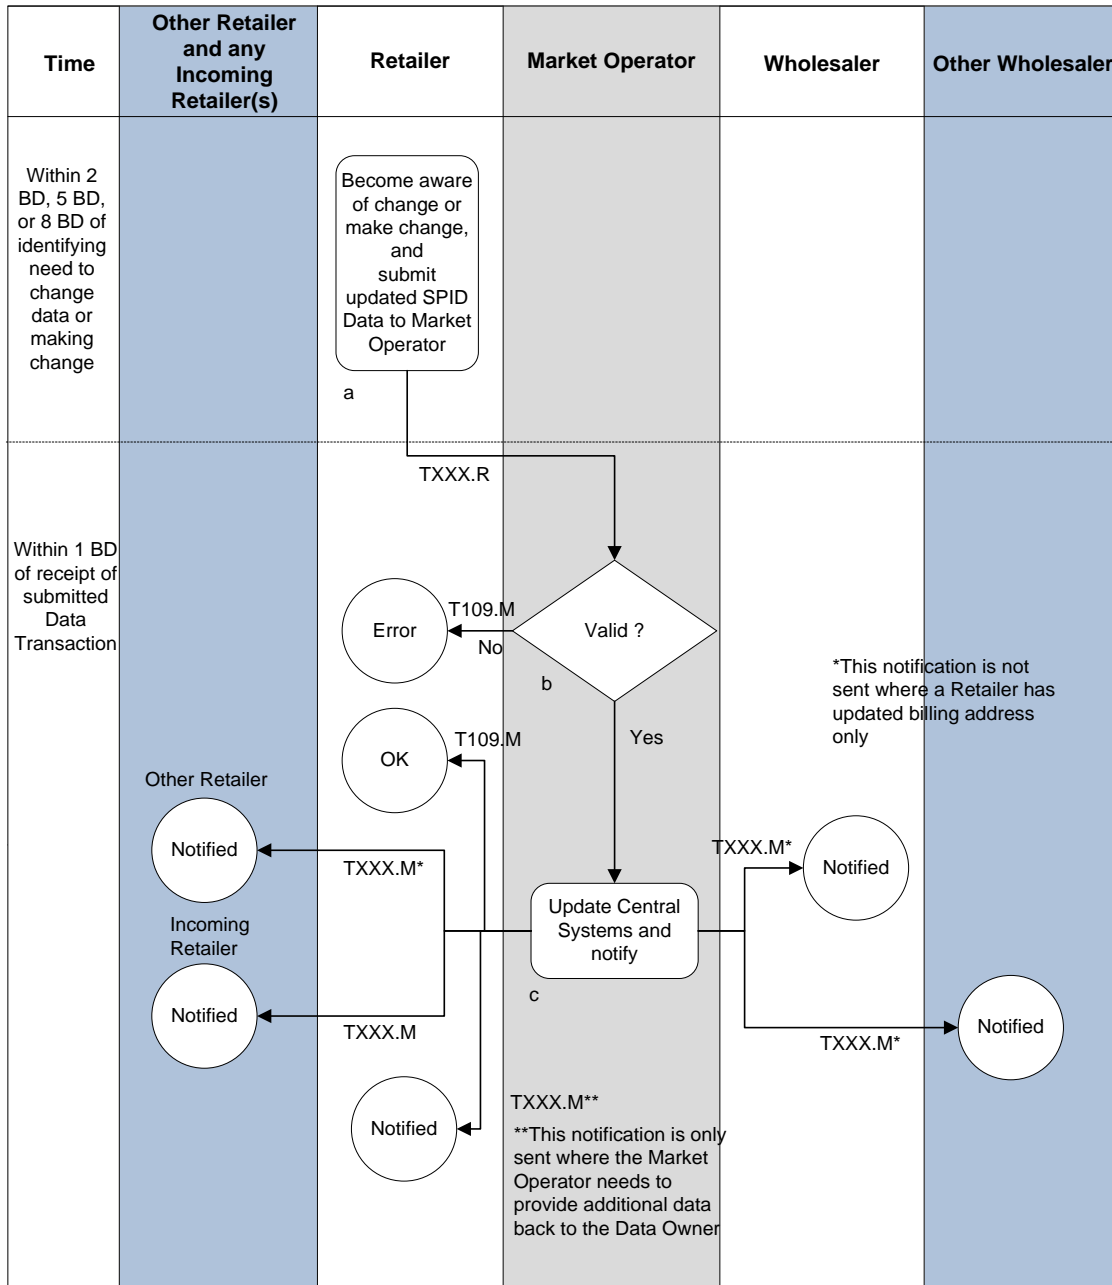 Time
Other Retailer
and any
Incoming
Retailer(s)
Retailer
Market Operator
Wholesaler
Other Wholesaler
Within 2
BD, 5 BD,
or 8 BD of
identifying
need to
change
data or
making
change
Become aware
of change or
make change,
and
submit
updated SPID
Data to Market
Operator
a
TXXX.R
Within 1 BD
of receipt of
submitted
Data
Transaction
Error
T109.M
No
Valid ?
b
Yes
*This notification is not
sent where a Retailer has
updated billing address
only
OK
T109.M
Other Retailer
Notified
TXXX.M*
TXXX.M*
Notified
Update Central
Systems and
notify
c
Incoming
Retailer
Notified
TXXX.M
TXXX.M*
Notified
Notified
TXXX.M**
**This notification is only
sent where the Market
Operator needs to
provide additional data
back to the Data Owner